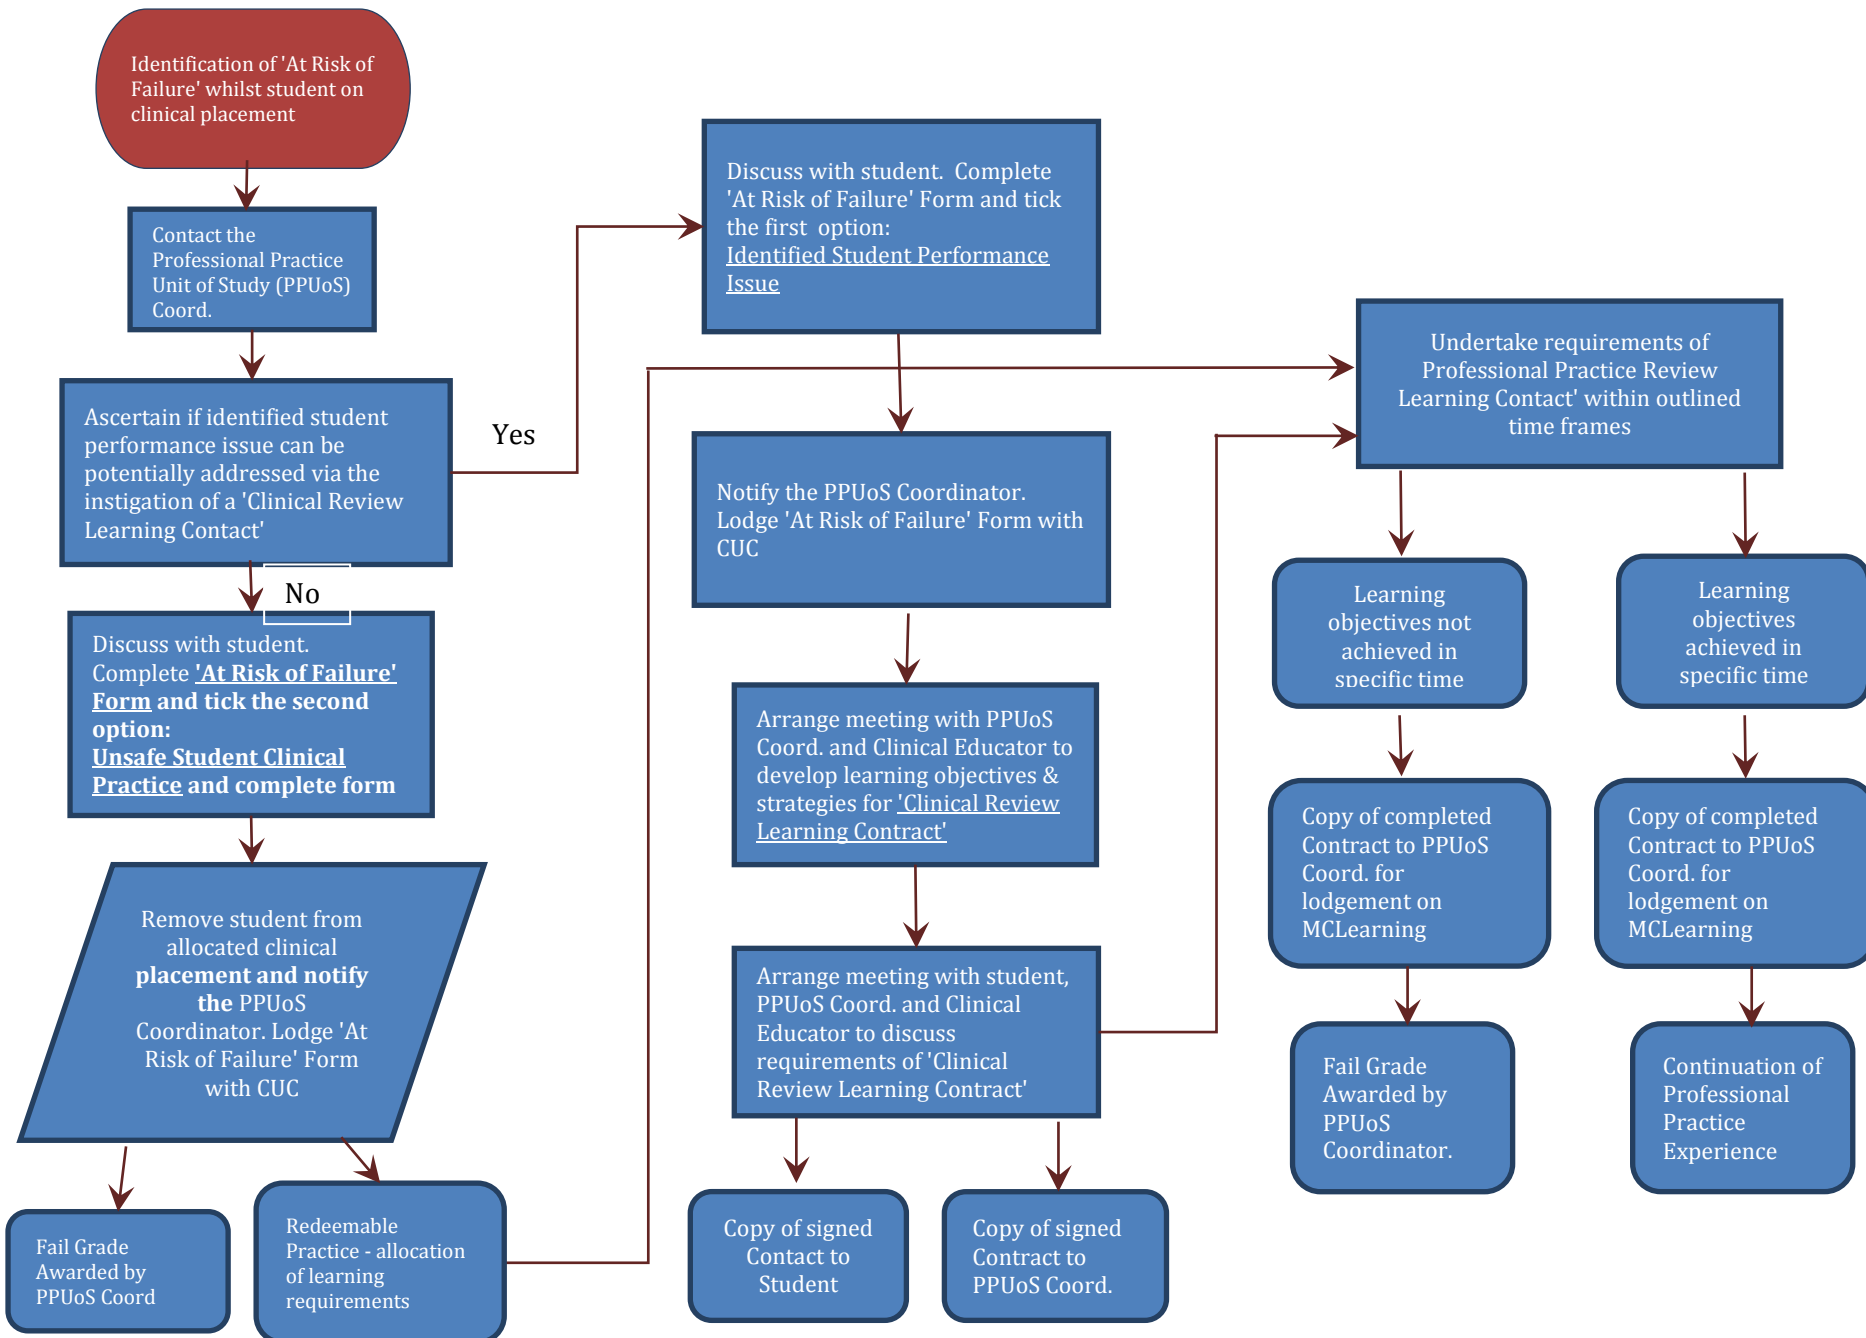 Identification of 'At Risk of
Failure' whilst student on
clinical placement
Contact the
Professional Practice
Unit of Study (PPUoS)
Coord.
Ascertain if identified student
performance issue can be
potentially addressed via the
instigation of a 'Clinical Review
Learning Contact'
Yes
No
Discuss with student.
Complete 'At Risk of Failure'
Form and tick the second
option:
Unsafe Student Clinical
Practice and complete form
Remove student from
allocated clinical
placement and notify
the PPUoS
Coordinator. Lodge 'At
Risk of Failure' Form
with CUC
Fail Grade
Awarded by
PPUoS Coord
Redeemable
Practice - allocation
of learning
requirements
Discuss with student.  Complete
'At Risk of Failure' Form and tick
the first  option:
Identified Student Performance
Issue
Notify the PPUoS Coordinator.
Lodge 'At Risk of Failure' Form with
CUC
Arrange meeting with PPUoS
Coord. and Clinical Educator to
develop learning objectives &
strategies for 'Clinical Review
Learning Contract'
Arrange meeting with student,
PPUoS Coord. and Clinical
Educator to discuss
requirements of 'Clinical
Review Learning Contract'
Copy of signed
Contact to
Student
Copy of signed
Contract to
PPUoS Coord.
Undertake requirements of
Professional Practice Review
Learning Contact' within outlined
time frames
Learning
objectives not
achieved in
specific time
Learning
objectives
achieved in
specific time
Copy of completed
Contract to PPUoS
Coord. for
lodgement on
MCLearning
Copy of completed
Contract to PPUoS
Coord. for
lodgement on
MCLearning
Fail Grade
Awarded by
PPUoS
Coordinator.
Continuation of
Professional
Practice
Experience